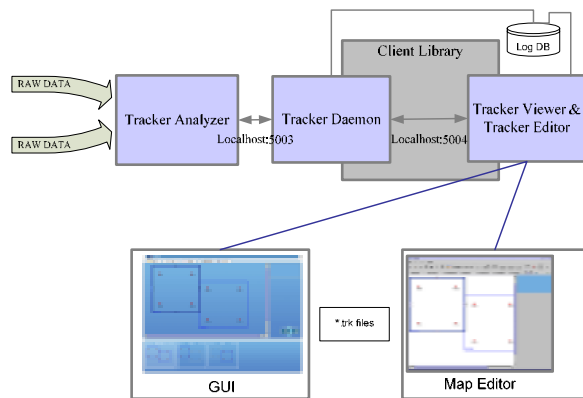 Client Library
Log DB
RAW DATA
RAW DATA
Tracker Analyzer
Tracker Daemon
Tracker Viewer &
Tracker Editor
Localhost:5003
Localhost:5004
*.trk files
GUI
Map Editor